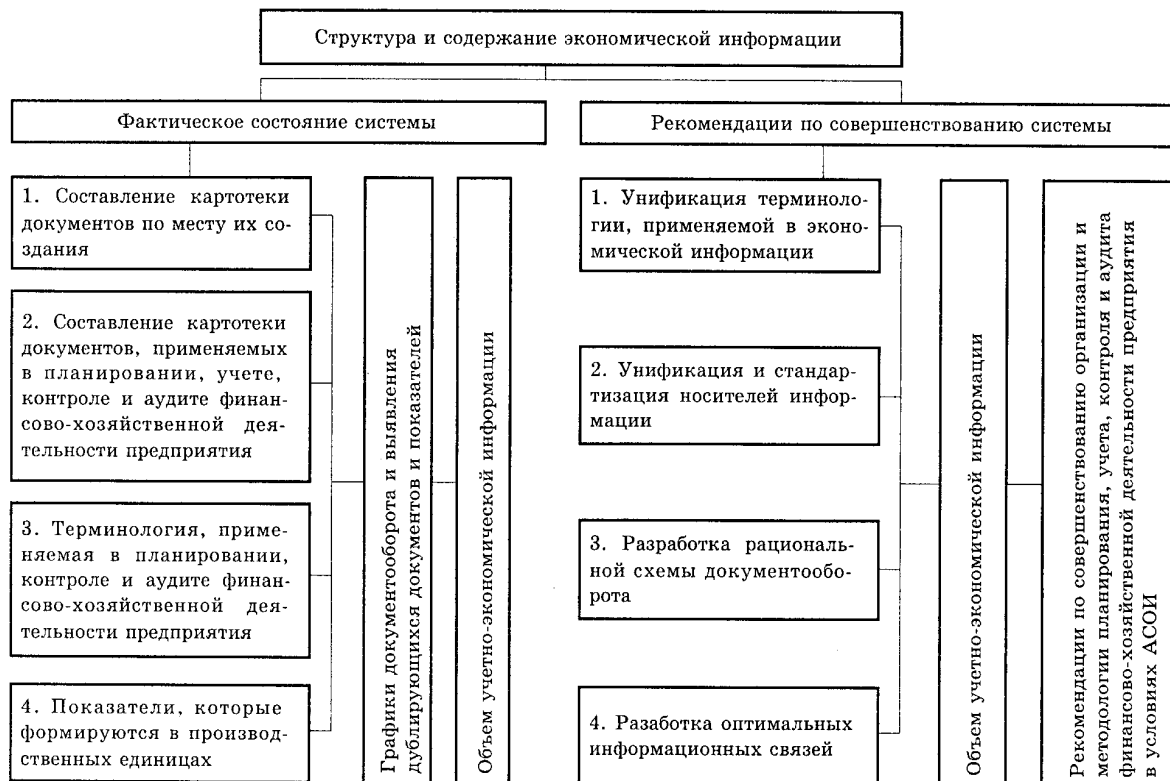 Структура и содержание экономической информации
Фактическое состояние системы
Рекомендации по совершенствованию системы
1. Составление картотеки
документов по месту их со-
здания
2. Составление картотеки
документов, применяемых
в планировании, учете,
контроле и аудите финан-
сово-хозяйственной дея-
тельности предприятия
3. Терминология, приме-
няемая в планировании,
контроле и аудите финан-
сово-хозяйственной дея-
тельности предприятия
4. Показатели, которые
формируются в производ-
ственных единицах
Графики документооборота и выявления
дублирующихся документов и показателей
Объем учетно-экономической информации
1. Унификация терминоло-
гии, применяемой в эконо-
мической информации
2. Унификация и стандар-
тизация носителей инфор-
мации
3. Разработка рациональ-
ной схемы документообо-
рота
4. Разаботка оптимальных
информационных связей
Объем учетно-экономической информации
Рекомендации по совершенствованию организации и
методологии планирования, учета, контроля и аудита
финансово-хозяйственной деятельности предприятия
в условиях АСОИ